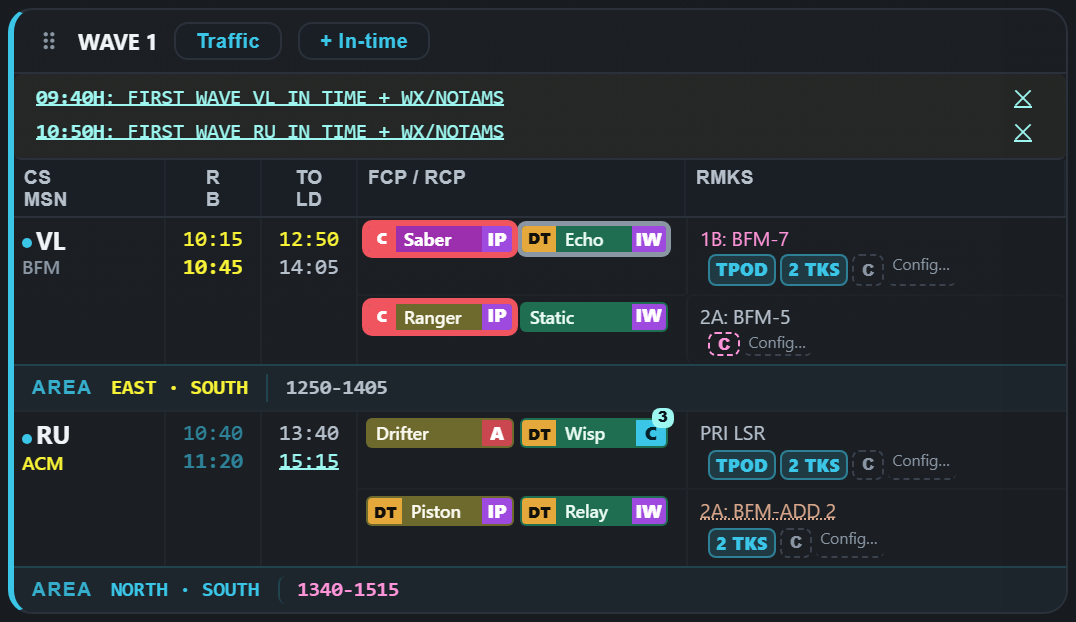 WAVE 1 Traffic + In-time
09:40H: FIRST WAVE VL IN TIME + WX/NOTAMS
10:50H: FIRST WAVE RU IN TIME + WX/NOTAMS
CS R TO FCP / RCP RMKS
MSN B LD
VL 10:15 12:50 C Saber IP DT Echo IW 1B: BFM-7
BFM 10:45 14:05 TPOD 2 TKS C Config...
C Ranger IP Static IW 2A: BFM-5
C Config...
AREA EAST · SOUTH 1250-1405
3
RU 10:40 13:40 Drifter A DT Wisp C PRI LSR
ACM 11:20 15:15 TPOD 2 TKS C Config...
DT Piston IP DT Relay IW 2A: BFM-ADD 2
2 TKS C Config...
AREA NORTH · SOUTH 1340-1515